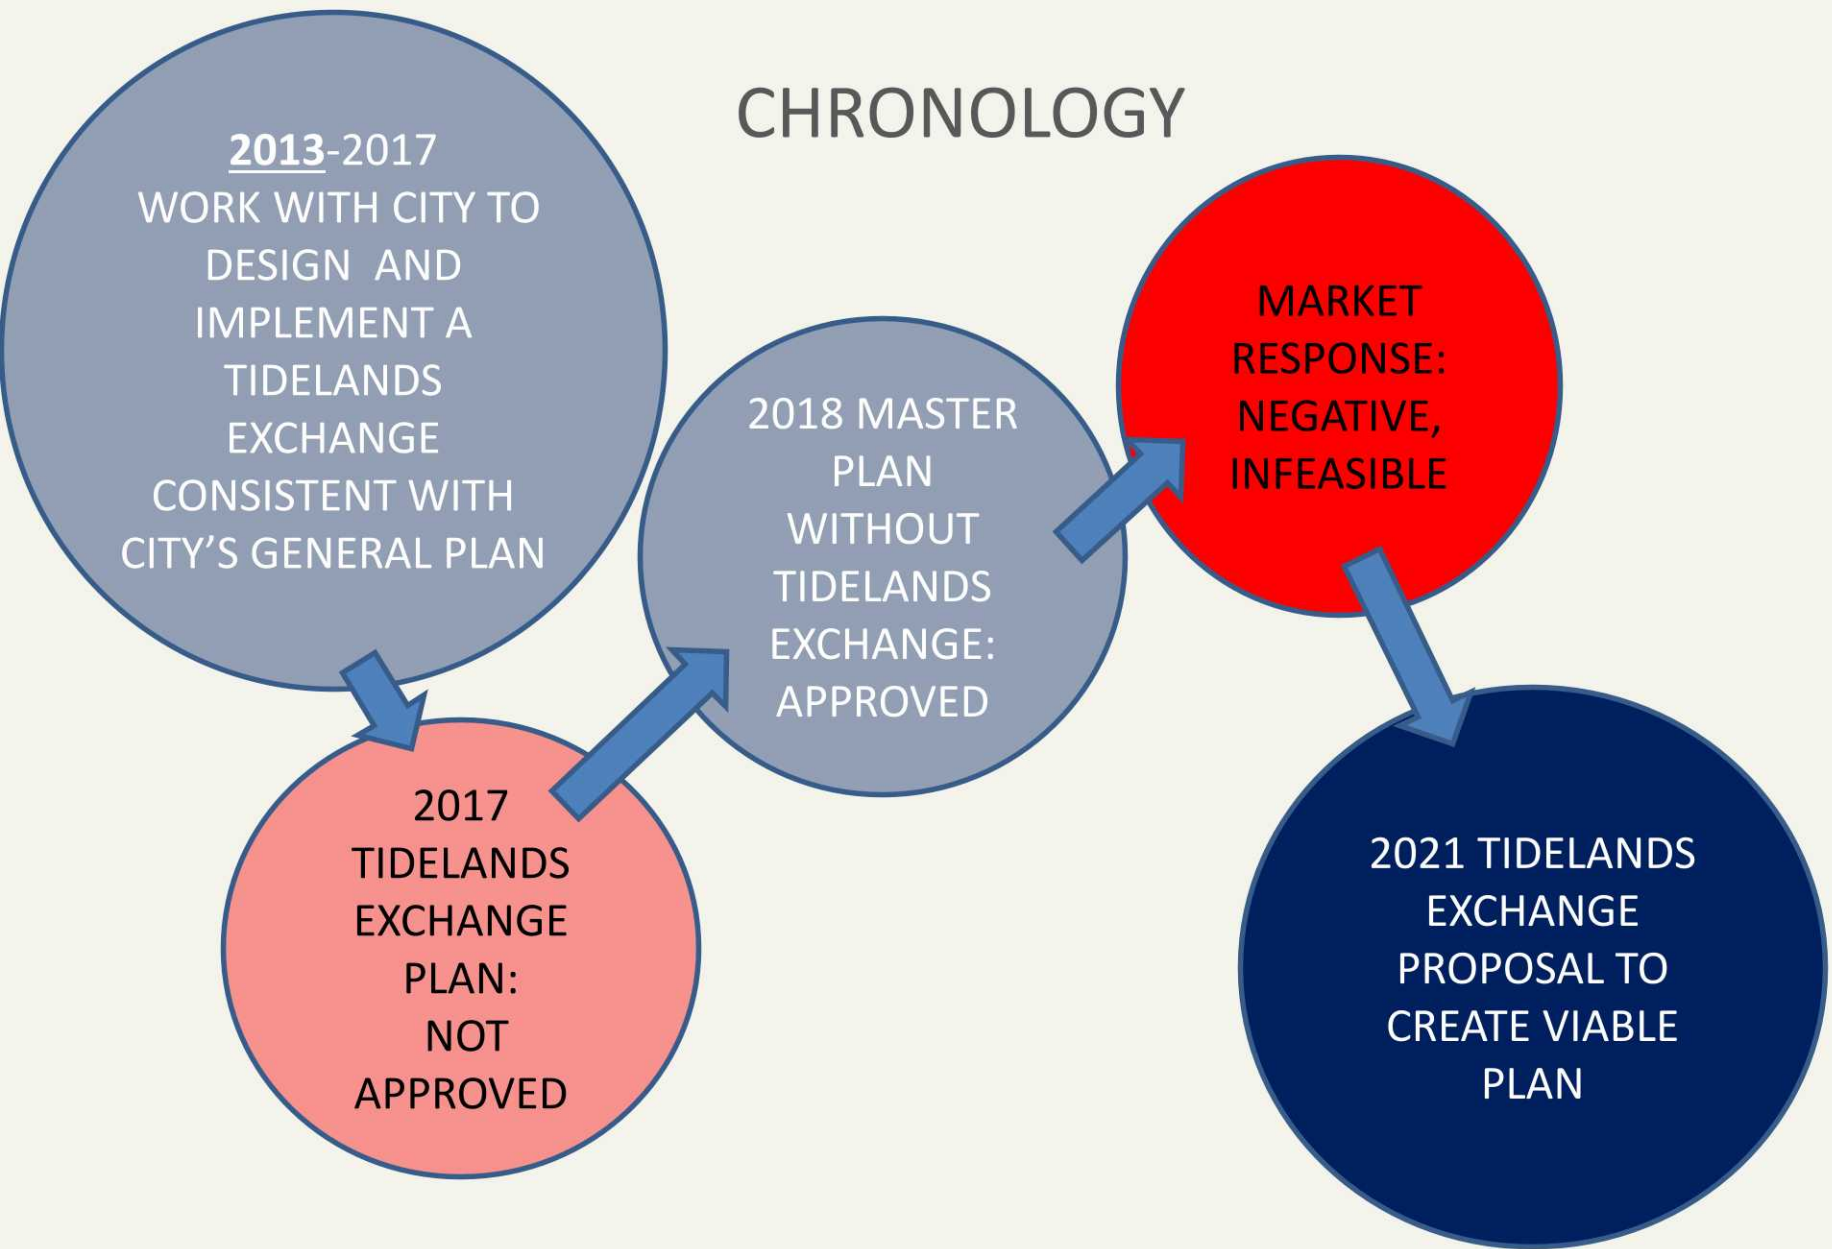 CHRONOLOGY
2013-2017
WORK WITH CITY TO
DESIGN AND
IMPLEMENT A
TIDELANDS
EXCHANGE
CONSISTENT WITH
CITY'S GENERAL PLAN
2017
TIDELANDS
EXCHANGE
PLAN:
NOT
APPROVED
2018 MASTER
PLAN
WITHOUT
TIDELANDS
EXCHANGE:
APPROVED
MARKET
RESPONSE:
NEGATIVE,
INFEASIBLE
2021 TIDELANDS
EXCHANGE
PROPOSAL TO
CREATE VIABLE
PLAN